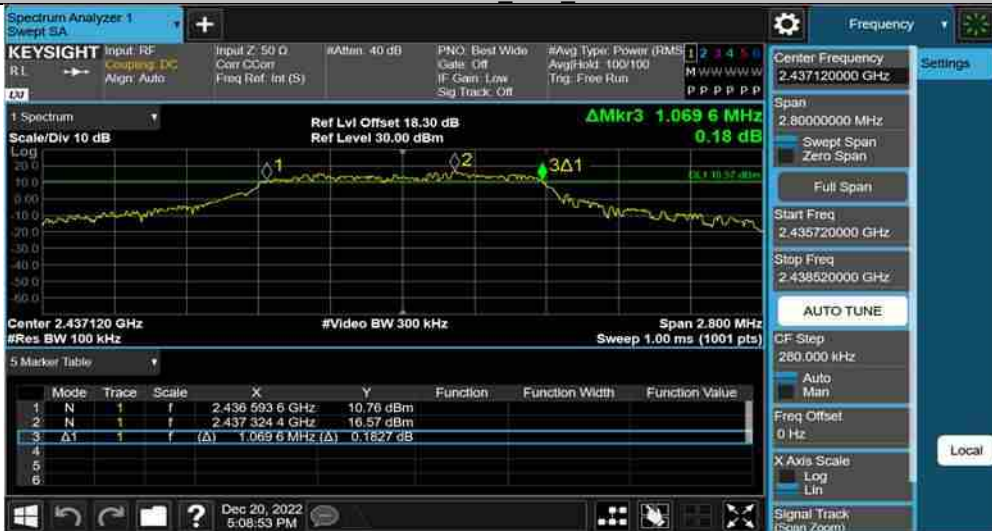 Spectrum Analyzer 1
Swept SA
+
Frequency
KEYSIGHT
RL
LXI
Input: RF
Coupling: DC
Align: Auto
Input Z: 50 Ω
Corr CCorr
Freq Ref: Int (S)
#Atten: 40 dB
PNO: Best Wide
Gate: Off
IF Gain: Low
Sig Track: Off
#Avg Type: Power (RMS
Avg|Hold: 100/100
Trig: Free Run
1 2 3 4 5 6
M W W W W W
P P P P P P
1 Spectrum
Scale/Div 10 dB
Ref Lvl Offset 18.30 dB
Ref Level 30.00 dBm
ΔMkr3 1.069 6 MHz
0.18 dB
Log
20.0
10.0
0.00
-10.0
-20.0
-30.0
-40.0
-50.0
-60.0
1
2
3Δ1
DL1 10.57 dBm
Center 2.437120 GHz
#Video BW 300 kHz
Span 2.800 MHz
#Res BW 100 kHz
Sweep 1.00 ms (1001 pts)
5 Marker Table
Mode Trace Scale X Y Function Function Width Function Value
1 N 1 f 2.436 593 6 GHz 10.76 dBm
2 N 1 f 2.437 324 4 GHz 16.57 dBm
3 Δ1 1 f (Δ) 1.069 6 MHz (Δ) 0.1827 dB
4
5
6
?
Dec 20, 2022
5:08:53 PM
Center Frequency
2.437120000 GHz
Span
2.80000000 MHz
Swept Span
Zero Span
Full Span
Start Freq
2.435720000 GHz
Stop Freq
2.438520000 GHz
AUTO TUNE
CF Step
280.000 kHz
Auto
Man
Freq Offset
0 Hz
X Axis Scale
Log
Lin
Signal Track
(Span Zoom)
Settings
Local